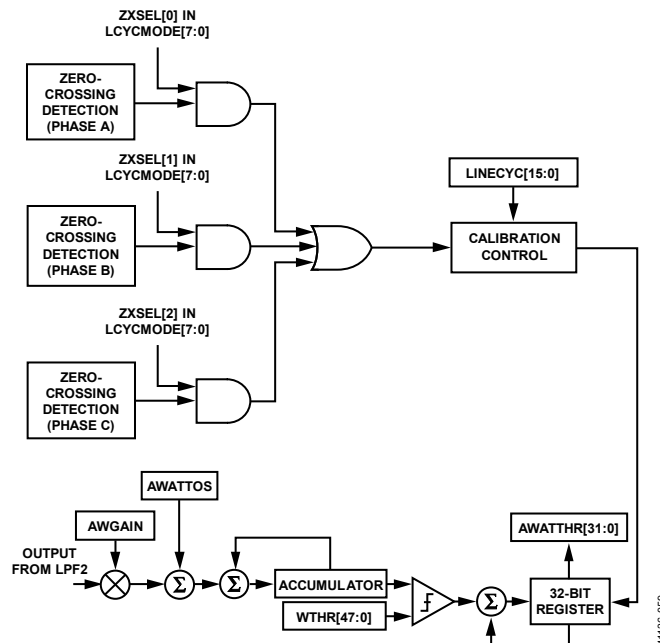 ZXSEL[0] IN
LCYCMODE[7:0]
ZERO-
CROSSING
DETECTION
(PHASE A)
ZXSEL[1] IN
LCYCMODE[7:0]
ZERO-
CROSSING
DETECTION
(PHASE B)
LINECYC[15:0]
CALIBRATION
CONTROL
ZXSEL[2] IN
LCYCMODE[7:0]
ZERO-
CROSSING
DETECTION
(PHASE C)
AWATTOS
AWGAIN
AWATTHR[31:0]
OUTPUT
FROM LPF2
Σ
Σ
ACCUMULATOR
WTHR[47:0]
Σ
32-BIT
REGISTER